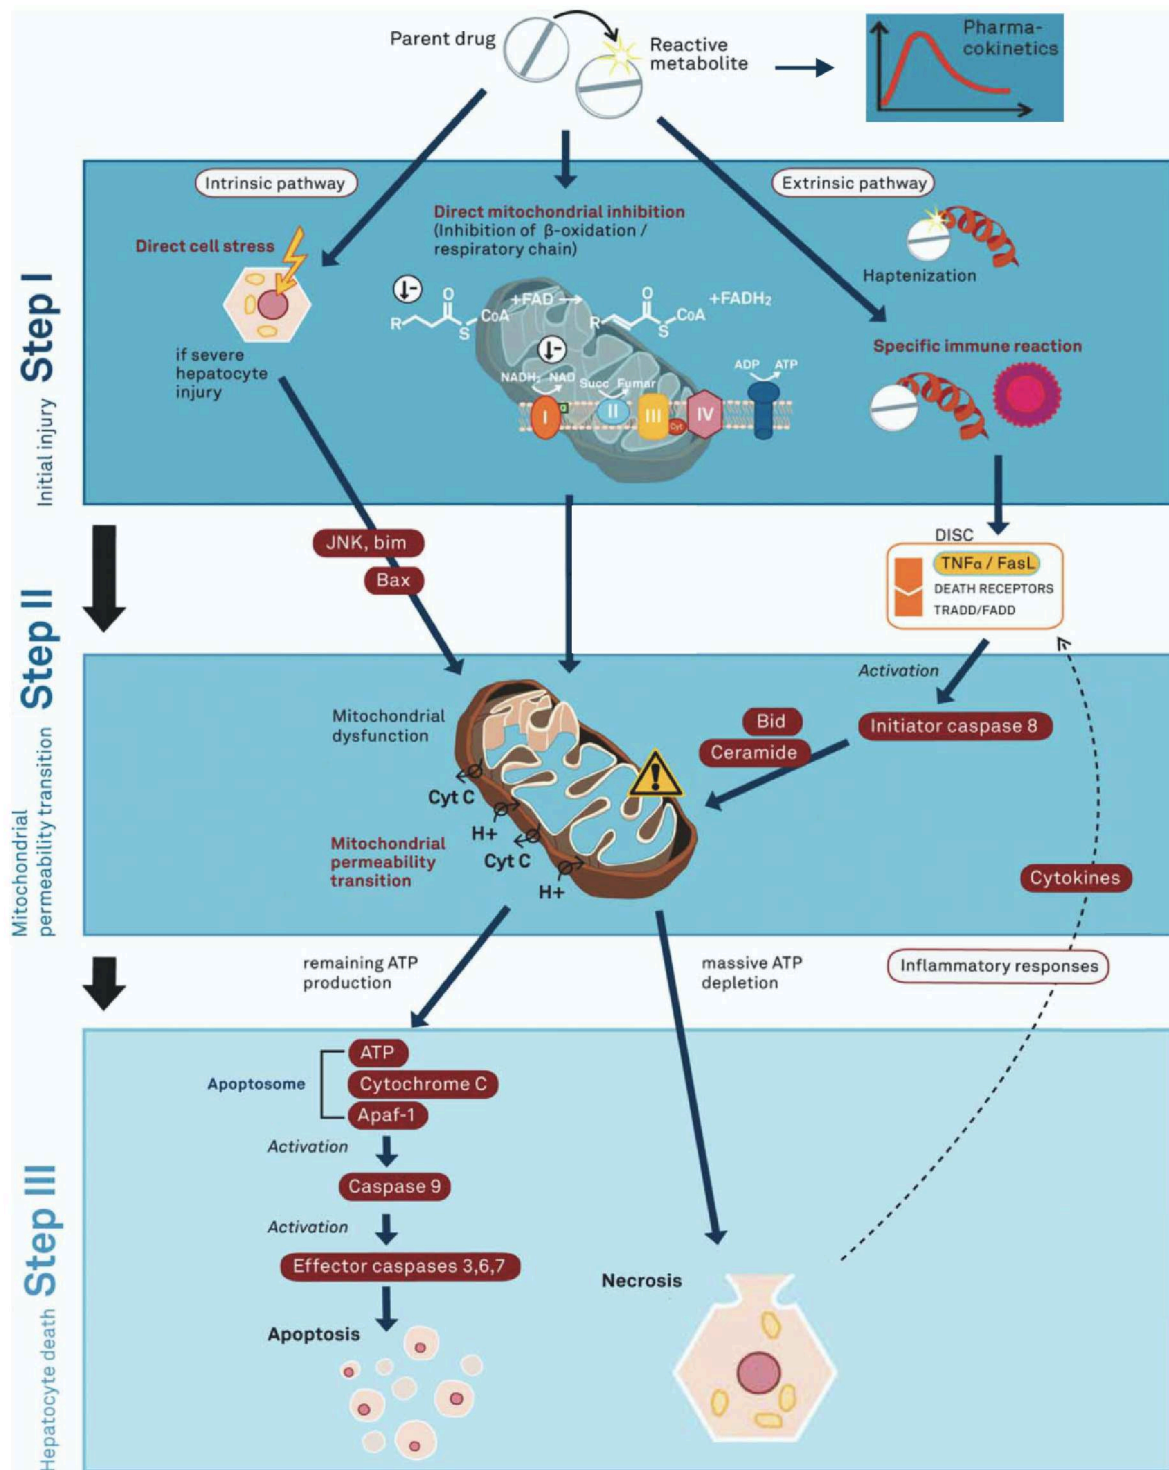 Parent drug
Reactive
metabolite
Pharma-
cokinetics
Step I
Initial injury
Intrinsic pathway
Extrinsic pathway
Direct cell stress
if severe
hepatocyte
injury
Direct mitochondrial inhibition
(Inhibition of β-oxidation /
respiratory chain)
R
O
S
CoA
+FAD
R
O
S
CoA
+FADH₂
NADH₂ NAD
Succ Fumar
ADP ATP
I
Q
II
III
Cyt
IV
Haptenization
Specific immune reaction
JNK, bim
Bax
DISC
TNFα / FasL
DEATH RECEPTORS
TRADD/FADD
Step II
Mitochondrial
permeability transition
Activation
Initiator caspase 8
Bid
Ceramide
Mitochondrial
dysfunction
Cyt C
H+
Cyt C
H+
Mitochondrial
permeability
transition
Cytokines
Inflammatory responses
remaining ATP
production
massive ATP
depletion
Step III
Hepatocyte death
Apoptosome
ATP
Cytochrome C
Apaf-1
Activation
Caspase 9
Activation
Effector caspases 3,6,7
Apoptosis
Necrosis